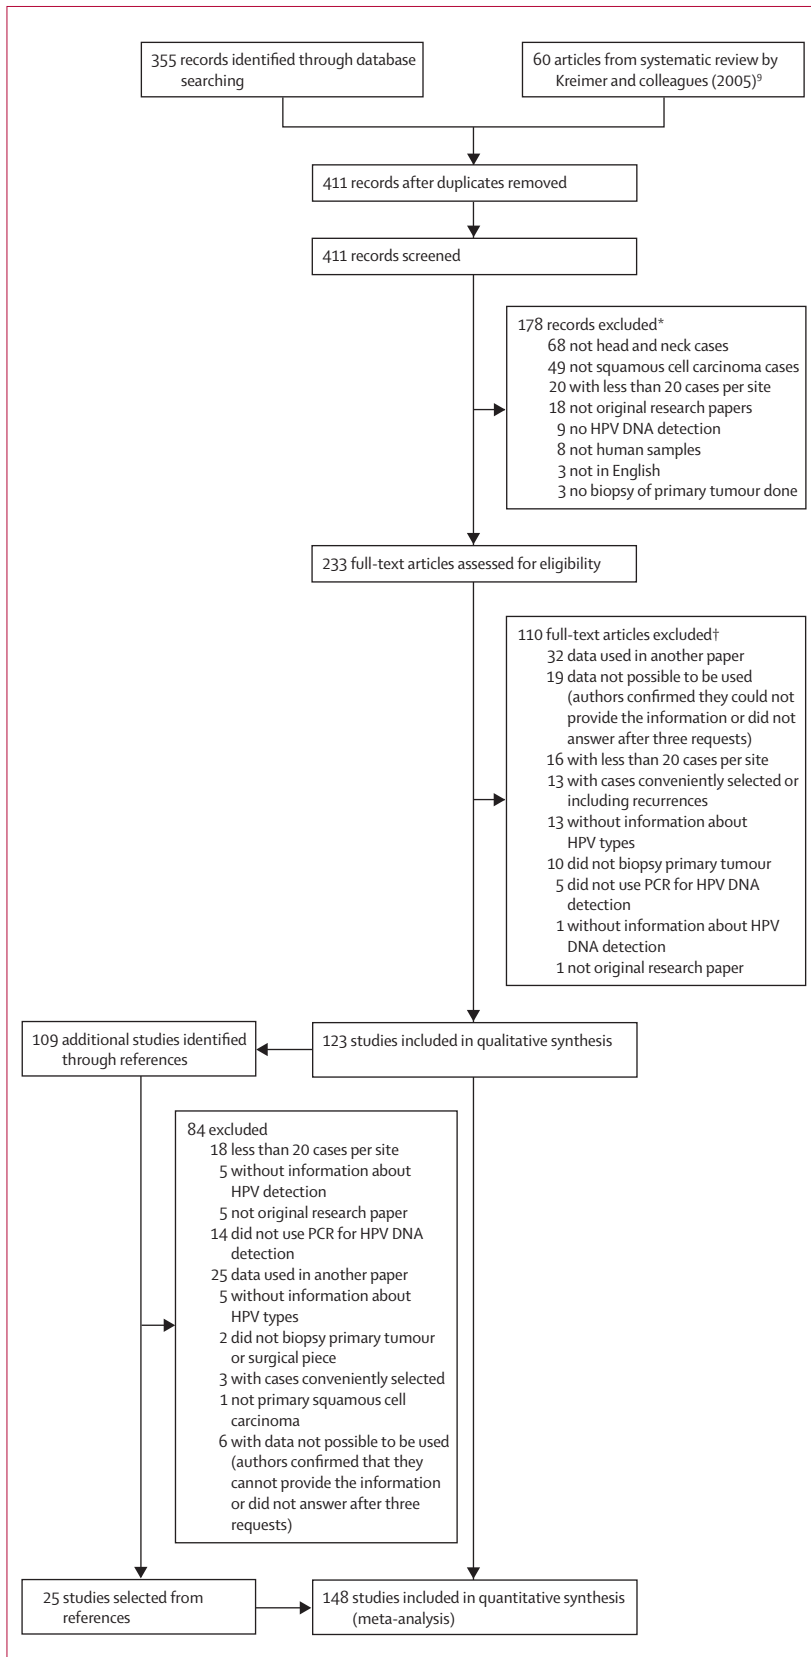 355 records identified through database
searching
60 articles from systematic review by
Kreimer and colleagues (2005)⁹
411 records after duplicates removed
411 records screened
178 records excluded*
68 not head and neck cases
49 not squamous cell carcinoma cases
20 with less than 20 cases per site
18 not original research papers
9 no HPV DNA detection
8 not human samples
3 not in English
3 no biopsy of primary tumour done
233 full-text articles assessed for eligibility
110 full-text articles excluded†
32 data used in another paper
19 data not possible to be used
(authors confirmed they could not
provide the information or did not
answer after three requests)
16 with less than 20 cases per site
13 with cases conveniently selected or
including recurrences
13 without information about
HPV types
10 did not biopsy primary tumour
5 did not use PCR for HPV DNA
detection
1 without information about HPV
DNA detection
1 not original research paper
109 additional studies identified
through references
123 studies included in qualitative synthesis
84 excluded
18 less than 20 cases per site
5 without information about
HPV detection
5 not original research paper
14 did not use PCR for HPV DNA
detection
25 data used in another paper
5 without information about
HPV types
2 did not biopsy primary tumour
or surgical piece
3 with cases conveniently selected
1 not primary squamous cell
carcinoma
6 with data not possible to be used
(authors confirmed that they
cannot provide the information
or did not answer after three
requests)
25 studies selected from
references
148 studies included in quantitative synthesis
(meta-analysis)